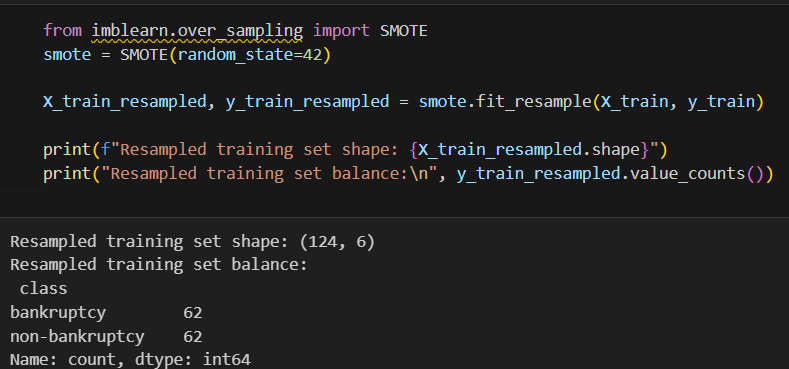 from imblearn.over_sampling import SMOTE
smote = SMOTE(random_state=42)
X_train_resampled, y_train_resampled = smote.fit_resample(X_train, y_train)
print(f"Resampled training set shape: {X_train_resampled.shape}")
print("Resampled training set balance:\n", y_train_resampled.value_counts())
Resampled training set shape: (124, 6)
Resampled training set balance:
 class
bankruptcy        62
non-bankruptcy    62
Name: count, dtype: int64